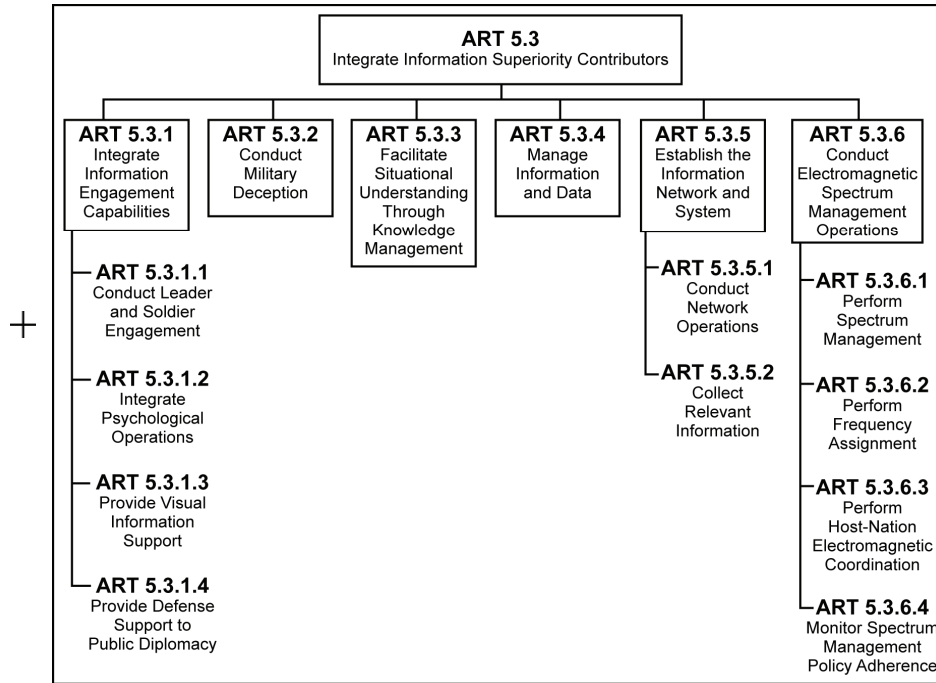 ART 5.3
Integrate Information Superiority Contributors
ART 5.3.1
Integrate
Information
Engagement
Capabilities
ART 5.3.1.1
Conduct Leader
and Soldier
Engagement
ART 5.3.1.2
Integrate
Psychological
Operations
ART 5.3.1.3
Provide Visual
Information
Support
ART 5.3.1.4
Provide Defense
Support to
Public Diplomacy
ART 5.3.2
Conduct
Military
Deception
ART 5.3.3
Facilitate
Situational
Understanding
Through
Knowledge
Management
ART 5.3.4
Manage
Information
and Data
ART 5.3.5
Establish the
Information
Network and
System
ART 5.3.5.1
Conduct
Network
Operations
ART 5.3.5.2
Collect
Relevant
Information
ART 5.3.6
Conduct
Electromagnetic
Spectrum
Management
Operations
ART 5.3.6.1
Perform
Spectrum
Management
ART 5.3.6.2
Perform
Frequency
Assignment
ART 5.3.6.3
Perform
Host-Nation
Electromagnetic
Coordination
ART 5.3.6.4
Monitor Spectrum
Management
Policy Adherence